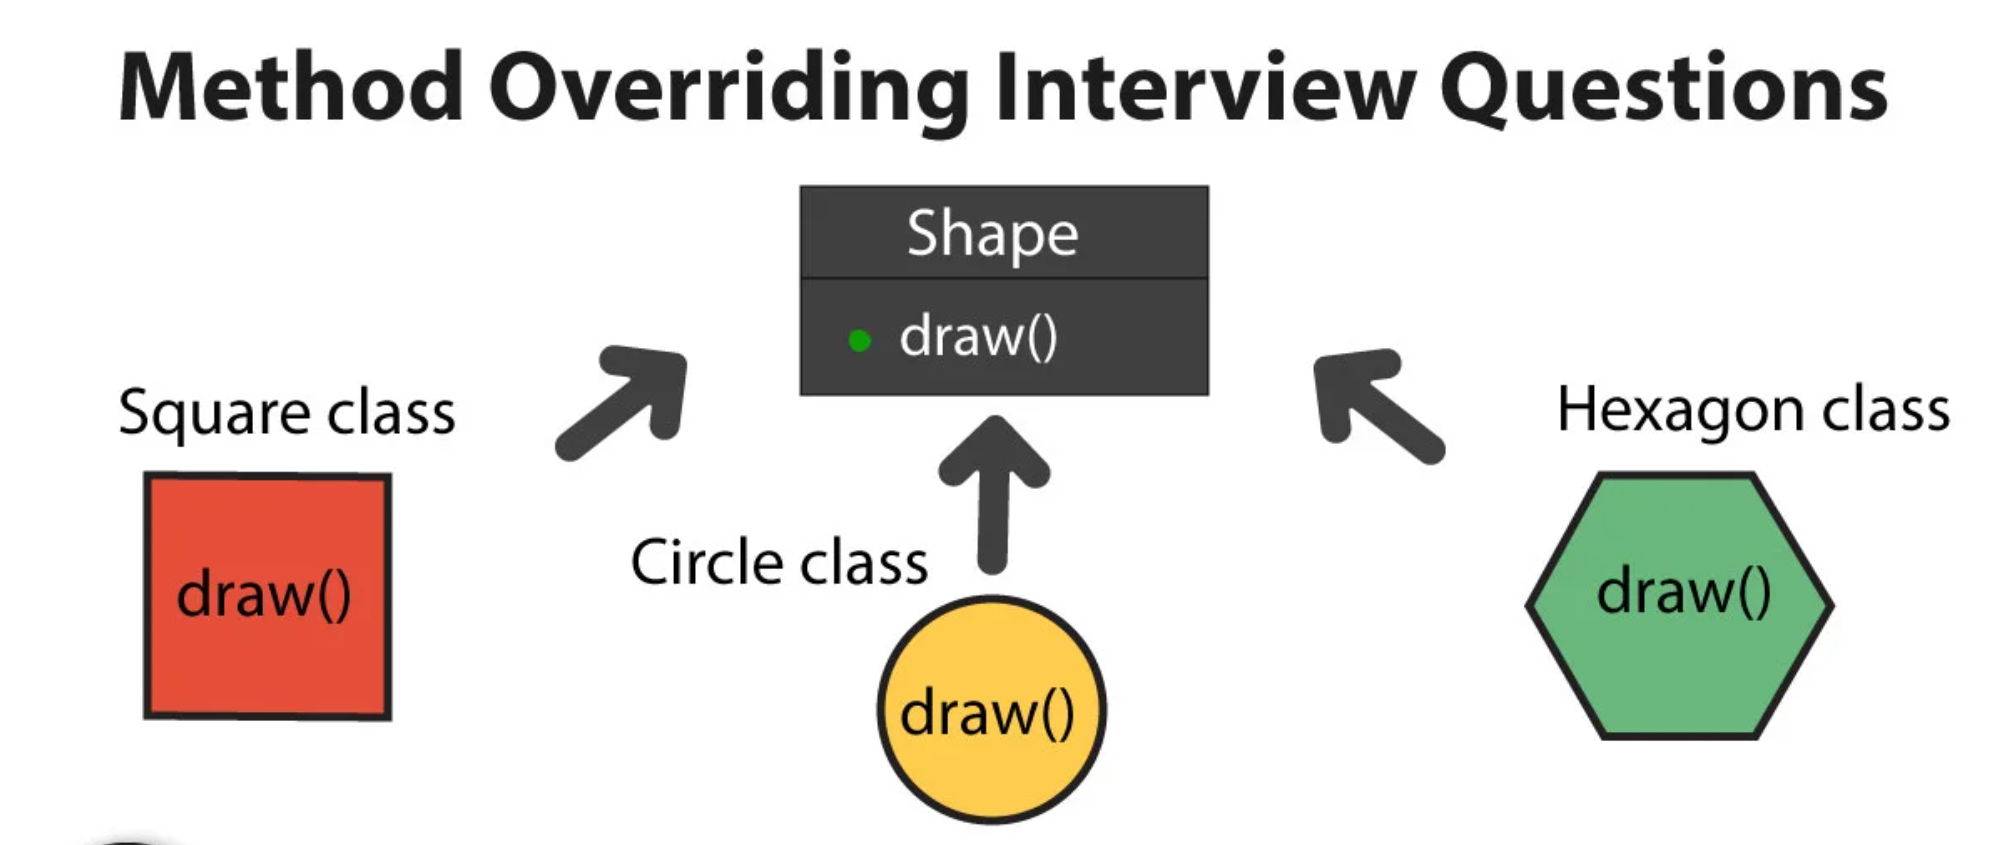 Method Overriding Interview Questions
Shape
draw()
Square class
draw()
Circle class
draw()
Hexagon class
draw()